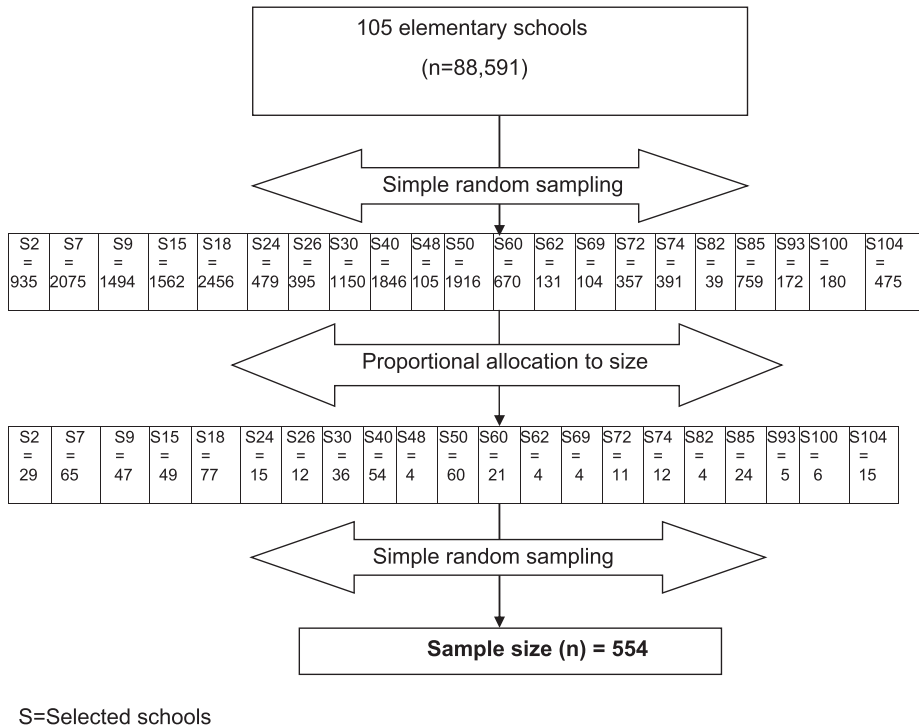 105 elementary schools
(n=88,591)
Simple random sampling
S2 S7 S9 S15 S18 S24 S26 S30 S40 S48 S50 S60 S62 S69 S72 S74 S82 S85 S93 S100 S104
= = = = = = = = = = = = = = = = = = = = =
935 2075 1494 1562 2456 479 395 1150 1846 105 1916 670 131 104 357 391 39 759 172 180 475
Proportional allocation to size
S2 S7 S9 S15 S18 S24 S26 S30 S40 S48 S50 S60 S62 S69 S72 S74 S82 S85 S93 S100 S104
= = = = = = = = = = = = = = = = = = = = =
29 65 47 49 77 15 12 36 54 4 60 21 4 4 11 12 4 24 5 6 15
Simple random sampling
Sample size (n) = 554
S=Selected schools